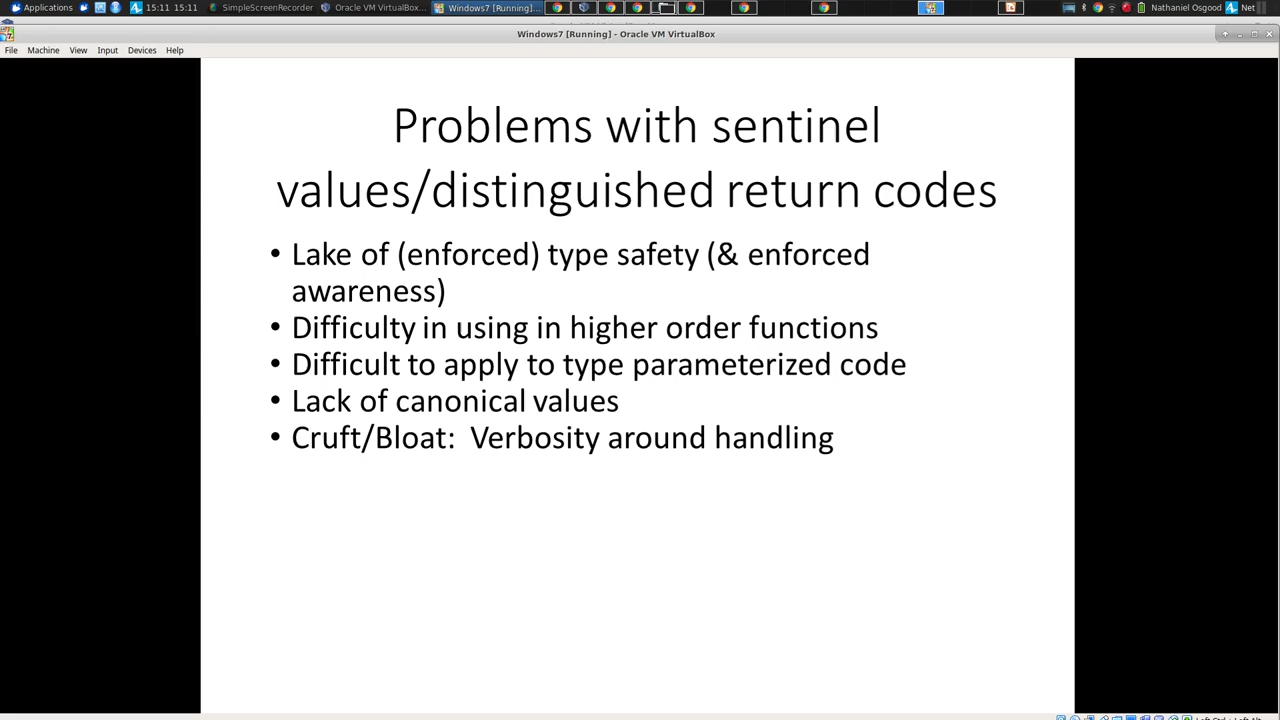 Applications 15:11 15:11 SimpleScreenRecorder Oracle VM VirtualBox... Windows7 [Running]... Nathaniel Osgood Net
Windows7 [Running] - Oracle VM VirtualBox
File Machine View Input Devices Help
Problems with sentinel
values/distinguished return codes
• Lake of (enforced) type safety (& enforced
awareness)
• Difficulty in using in higher order functions
• Difficult to apply to type parameterized code
• Lack of canonical values
• Cruft/Bloat: Verbosity around handling